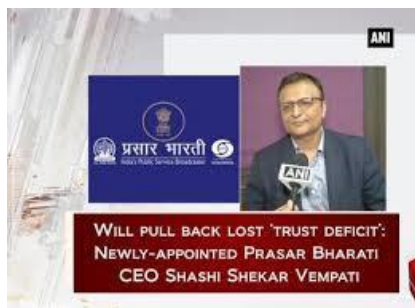 ANI
प्रसार भारती
India's Public Service Broadcaster
ANI
WILL PULL BACK LOST 'TRUST DEFICIT':
NEWLY-APPOINTED PRASAR BHARATI
CEO SHASHI SHEKAR VEMPATI